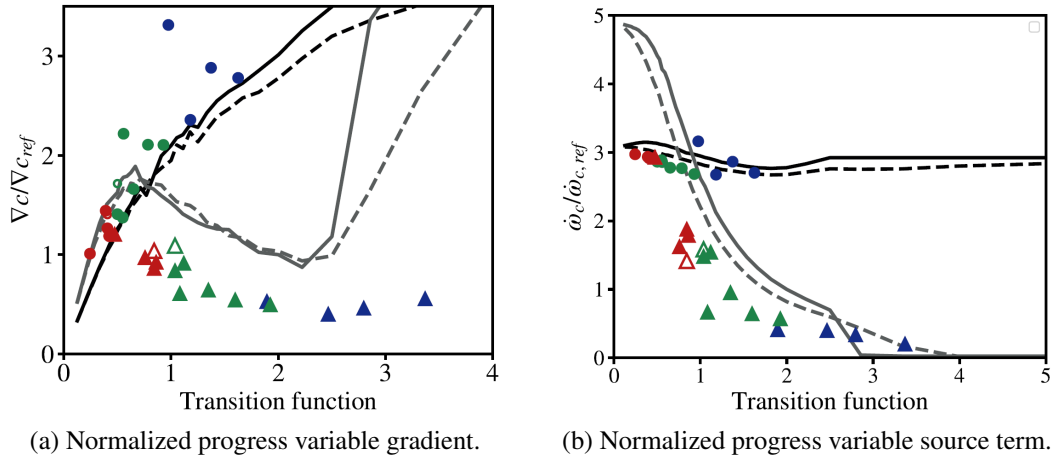 3
2
1
0
∇c/∇c_ref
0 1 2 3 4
Transition function
(a) Normalized progress variable gradient.
5
4
3
2
1
0
ω̇_c/ω̇_{c, ref}
0 1 2 3 4 5
Transition function
(b) Normalized progress variable source term.